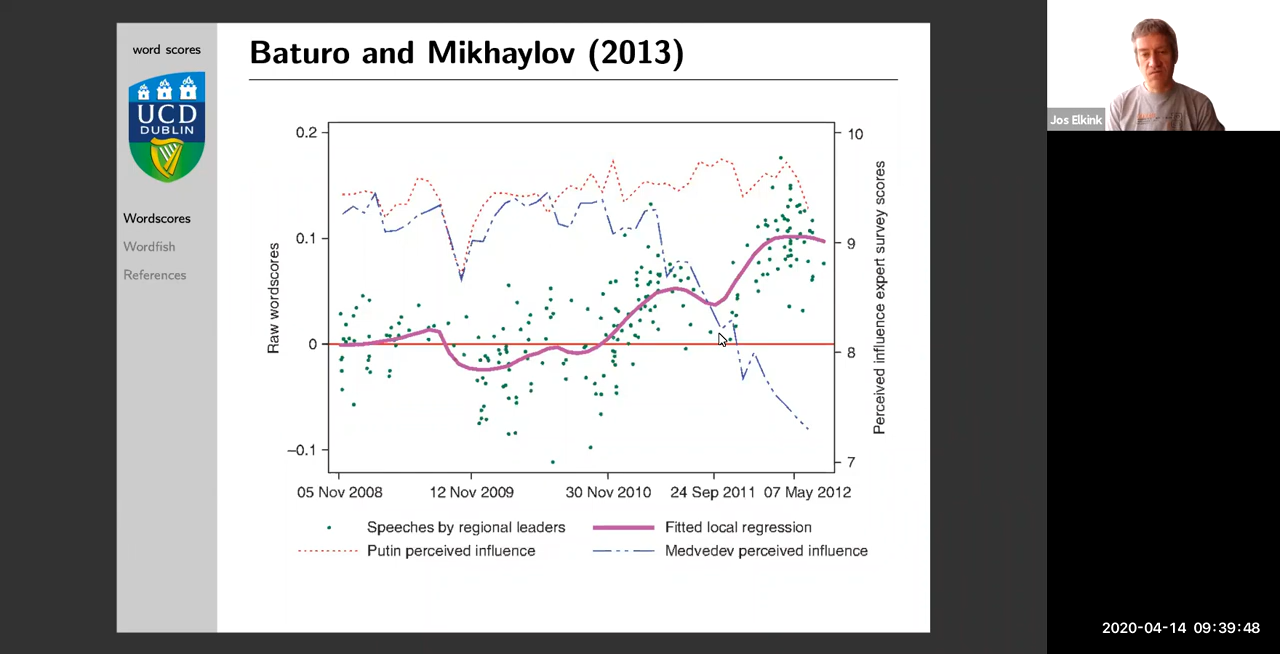 word scores
UCD
DUBLIN
Wordscores
Wordfish
References
Baturo and Mikhaylov (2013)
0.2
0.1
0
−0.1
Raw wordscores
10
9
8
7
Perceived influence expert survey scores
05 Nov 2008
12 Nov 2009
30 Nov 2010
24 Sep 2011
07 May 2012
Speeches by regional leaders
Fitted local regression
Putin perceived influence
Medvedev perceived influence
Jos Elkink
2020-04-14 09:39:48